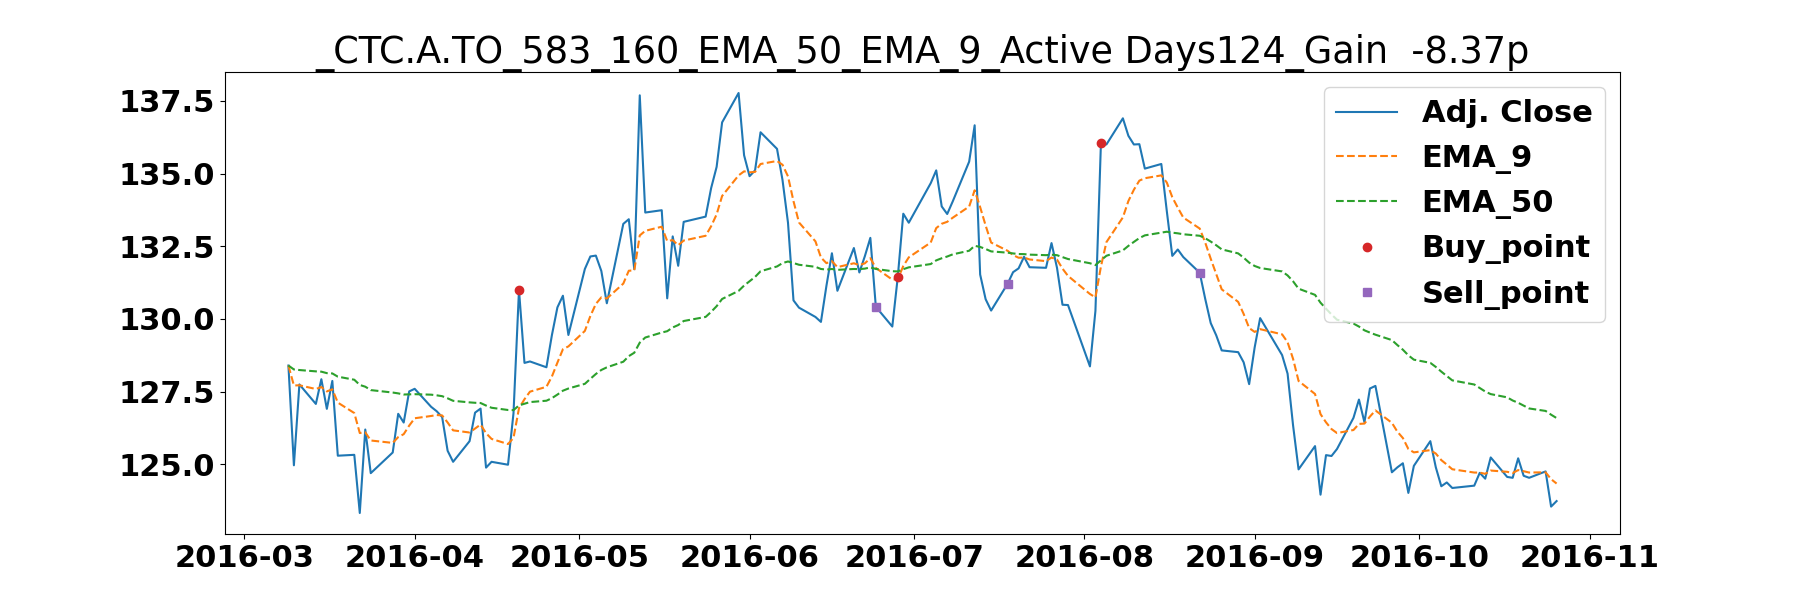 _CTC.A.TO_583_160_EMA_50_EMA_9_Active Days124_Gain  -8.37p
137.5
135.0
132.5
130.0
127.5
125.0
Adj. Close
EMA_9
EMA_50
Buy_point
Sell_point
2016-03 2016-04 2016-05 2016-06 2016-07 2016-08 2016-09 2016-10 2016-11